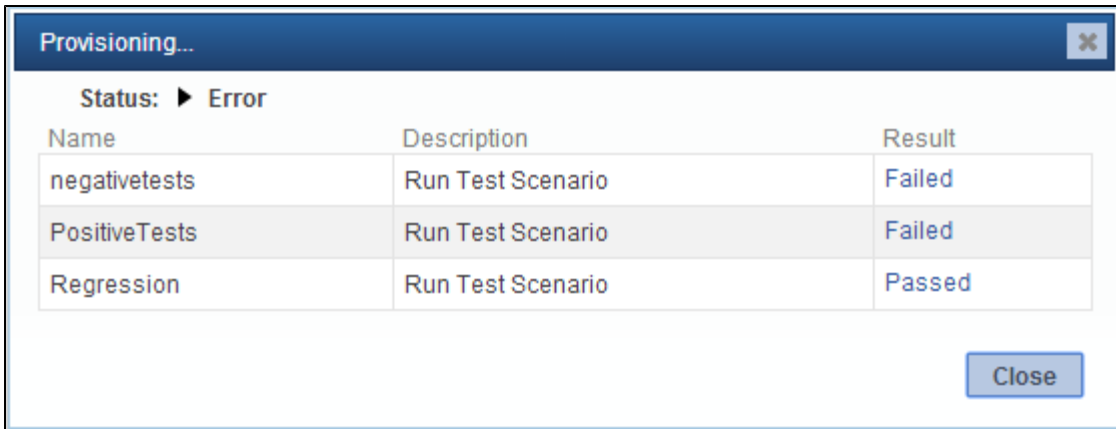 Provisioning...
Status: ▶ Error
Name Description Result
negativetests Run Test Scenario Failed
PositiveTests Run Test Scenario Failed
Regression Run Test Scenario Passed
Close